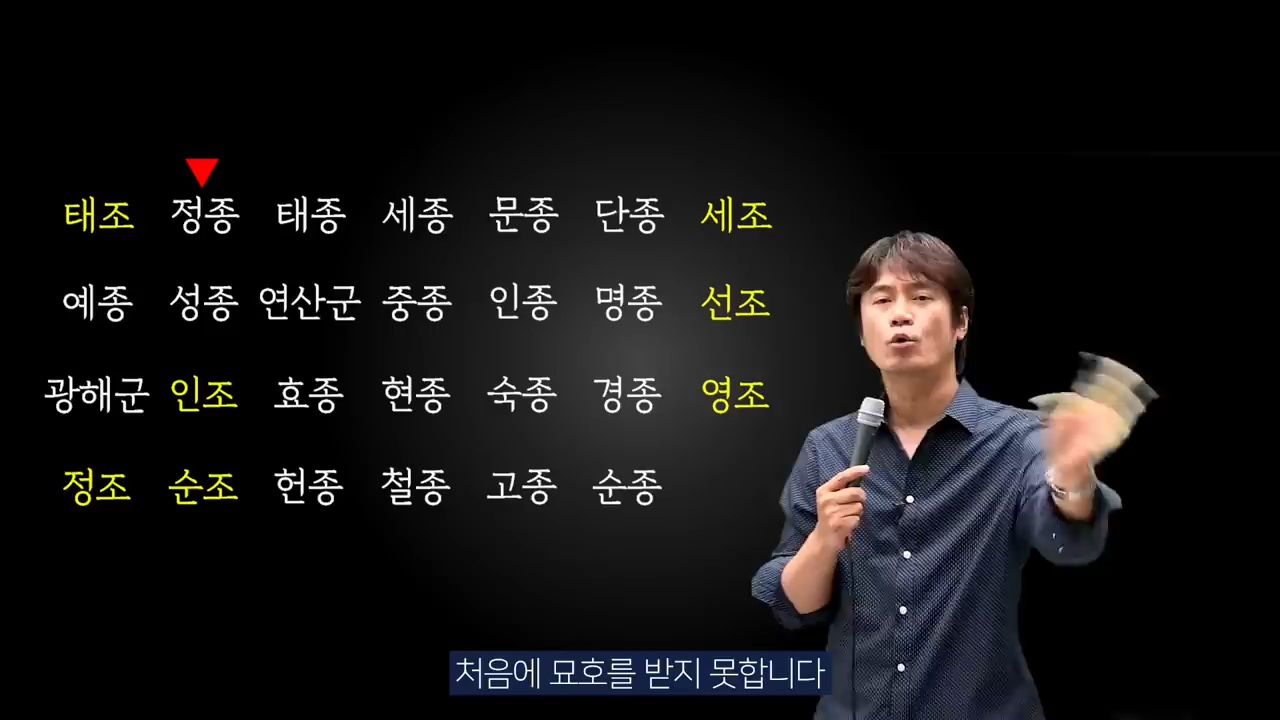 태조 정종 태종 세종 문종 단종 세조
예종 성종 연산군 중종 인종 명종 선조
광해군 인조 효종 현종 숙종 경종 영조
정조 순조 헌종 철종 고종 순종
처음에 묘호를 받지 못합니다